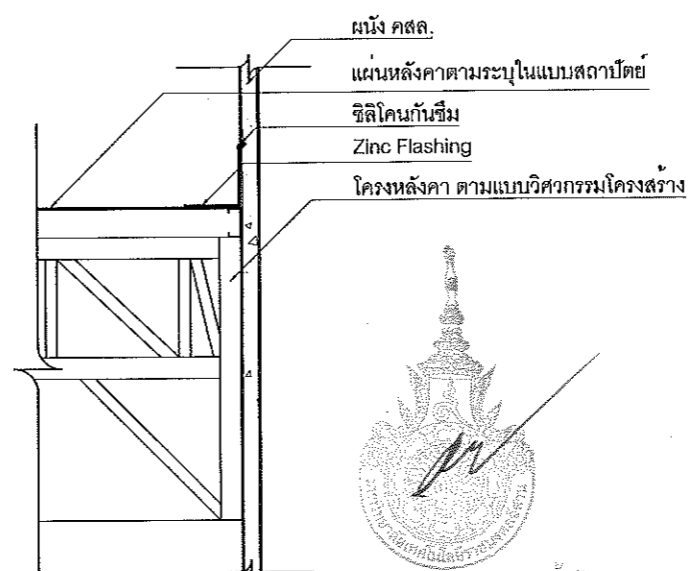 ผนัง คสล.
แผ่นหลังคาตามระบุในแบบสถาปัตย์
ซิลิโคนกันซึม
Zinc Flashing
โครงหลังคา ตามแบบวิศวกรรมโครงสร้าง